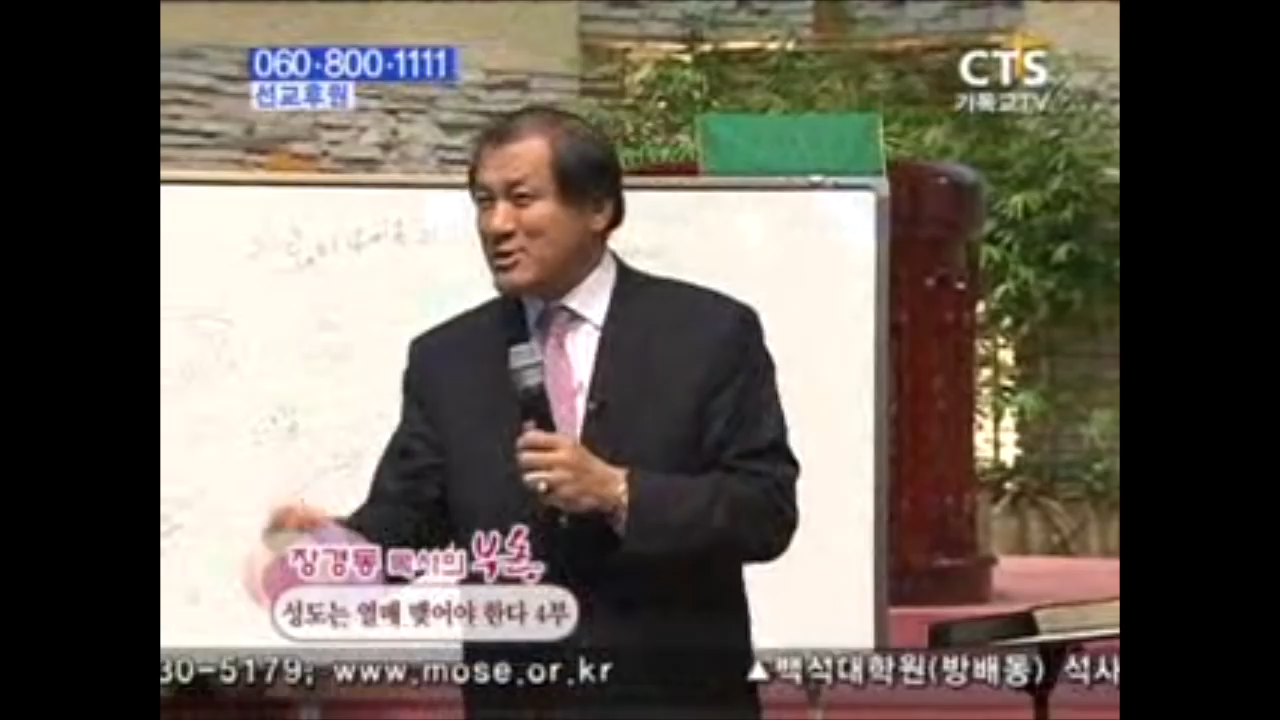 060·800·1111
선교후원
CTS
기독교TV
장경동 목사의
성도는 열매 맺어야 한다 4부
30-5179; www.mose.or.kr ▲백석대학원(방배동) 석사